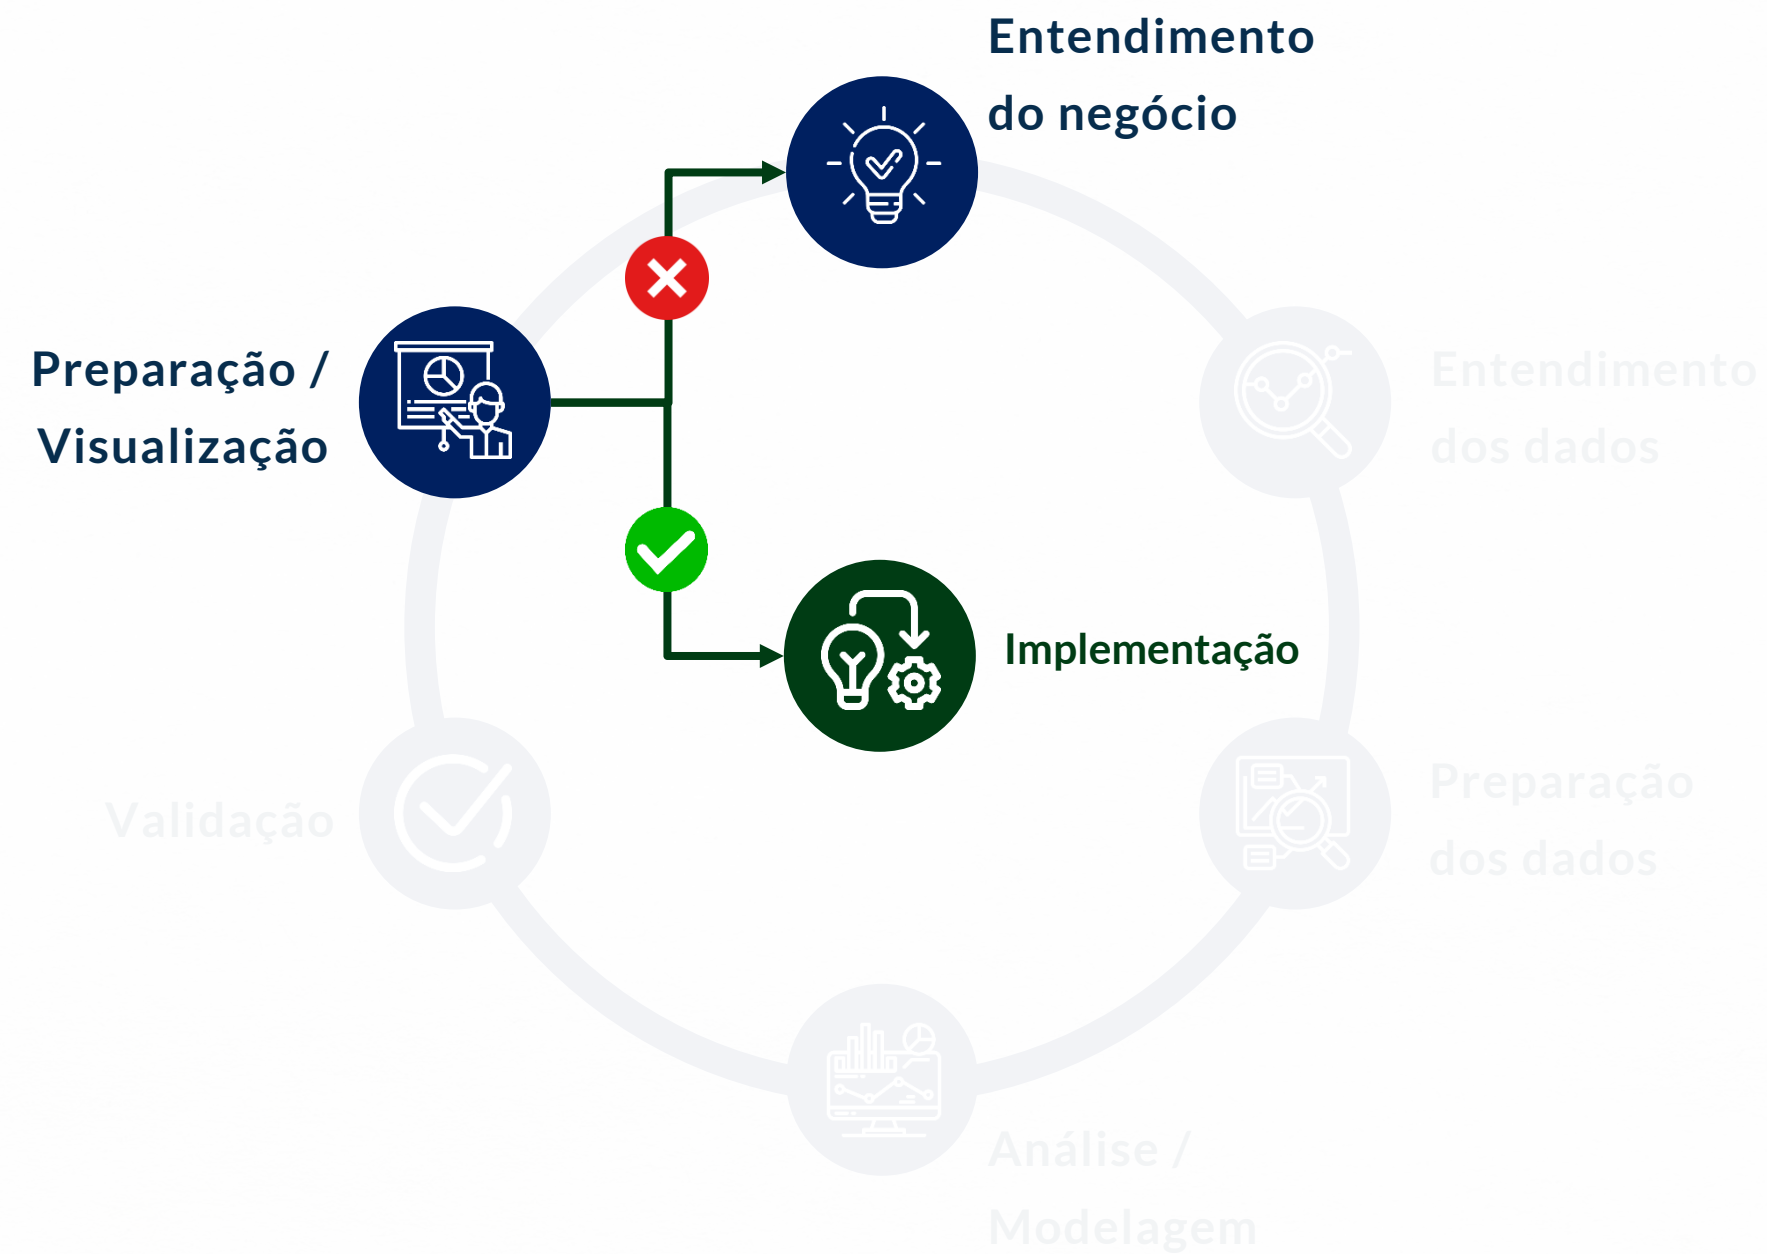 Entendimento
do negócio
Preparação /
Visualização
Entendimento
dos dados
Implementação
Validação
Preparação
dos dados
Análise /
Modelagem